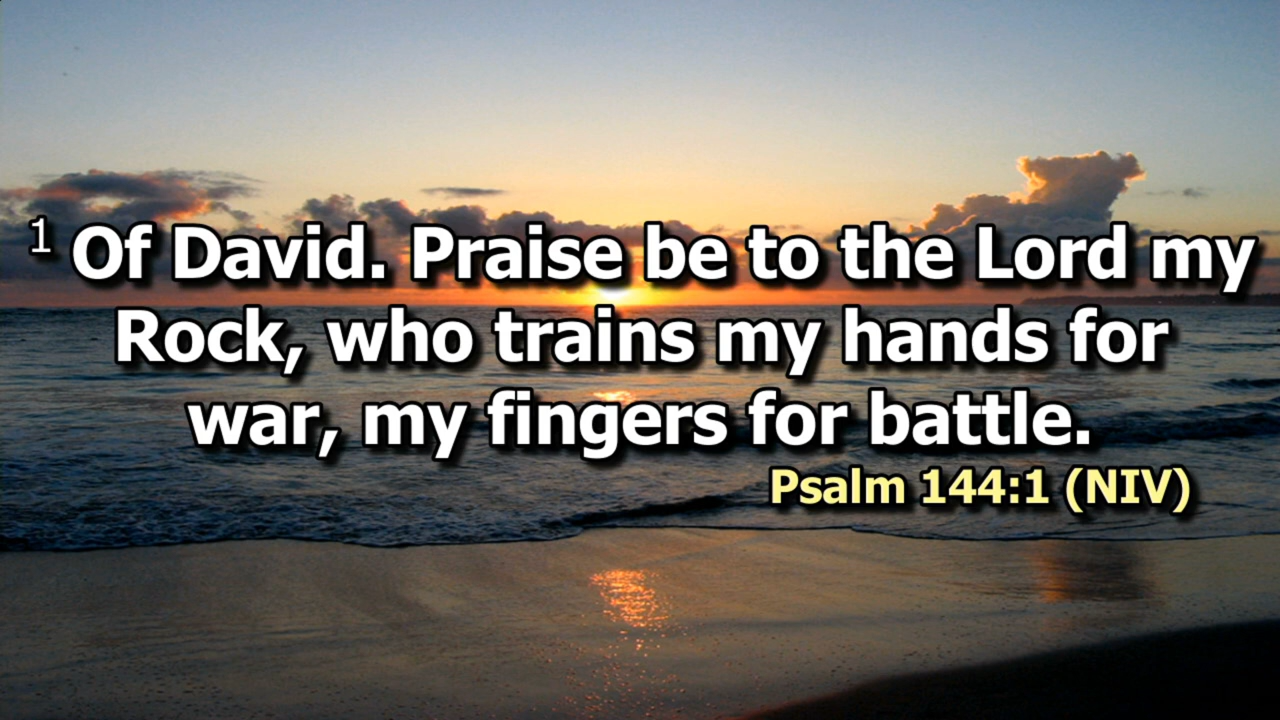 1 Of David. Praise be to the Lord my
Rock, who trains my hands for
war, my fingers for battle.
Psalm 144:1 (NIV)